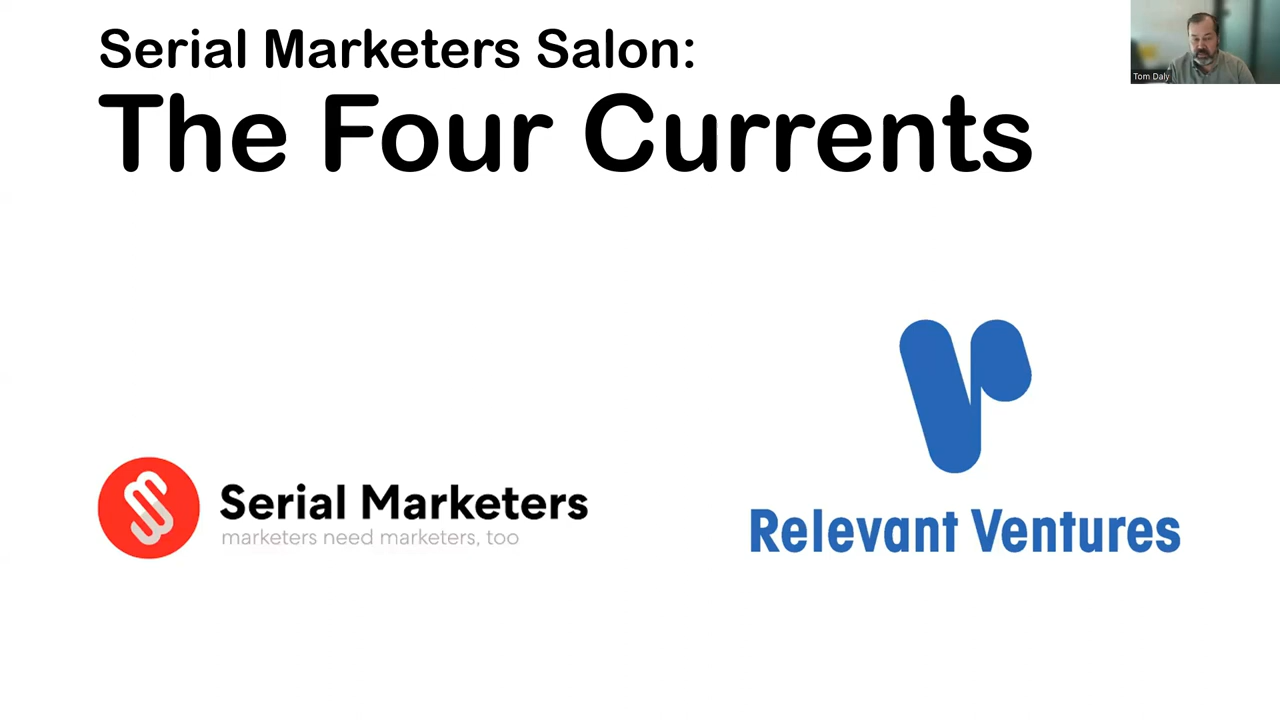 Serial Marketers Salon:
The Four Currents
Tom Daly
Serial Marketers
marketers need marketers, too
Relevant Ventures